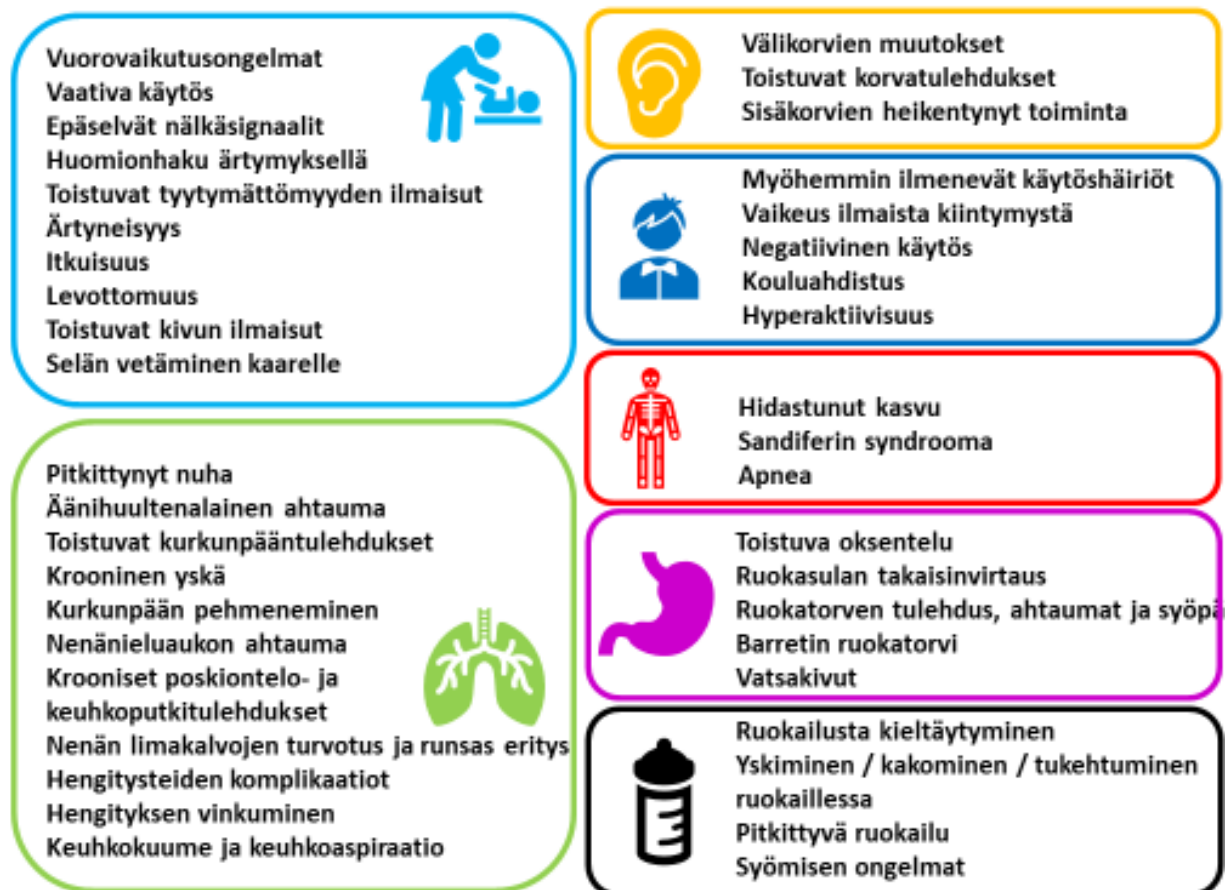 Vuorovaikutusongelmat
Vaativa käytös
Epäselvät nälkäsignaalit
Huomionhaku ärtymyksellä
Toistuvat tyytymättömyyden ilmaisut
Ärtyneisyys
Itkuisuus
Levottomuus
Toistuvat kivun ilmaisut
Selän vetäminen kaarelle
Pitkittynyt nuha
Äänihuultenalainen ahtauma
Toistuvat kurkunpääntulehdukset
Krooninen yskä
Kurkunpään pehmeneminen
Nenänieluaukon ahtauma
Krooniset poskiontelo- ja
keuhkoputkitulehdukset
Nenän limakalvojen turvotus ja runsas eritys
Hengitysteiden komplikaatiot
Hengityksen vinkuminen
Keuhkokuume ja keuhkoaspiraatio
Välikorvien muutokset
Toistuvat korvatulehdukset
Sisäkorvien heikentynyt toiminta
Myöhemmin ilmenevät käytöshäiriöt
Vaikeus ilmaista kiintymystä
Negatiivinen käytös
Kouluahdistus
Hyperaktiivisuus
Hidastunut kasvu
Sandiferin syndrooma
Apnea
Toistuva oksentelu
Ruokasulan takaisinvirtaus
Ruokatorven tulehdus, ahtaumat ja syöpä
Barretin ruokatorvi
Vatsakivut
Ruokailusta kieltäytyminen
Yskiminen / kakominen / tukehtuminen
ruokaillessa
Pitkittyvä ruokailu
Syömisen ongelmat